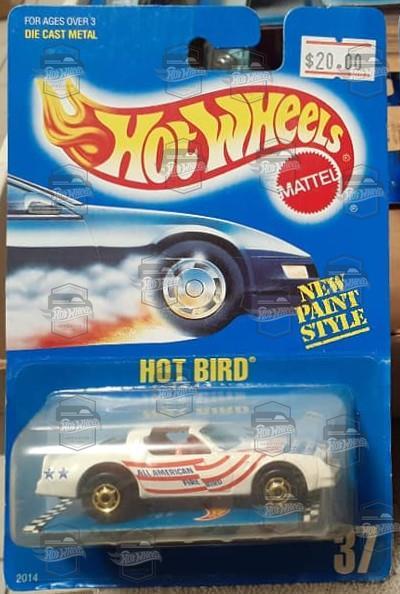 FOR AGES OVER 3
DIE CAST METAL
$20.00
HOT WHEELS
®
MATTEL
®
NEW
PAINT
STYLE
HOT BIRD®
ALL AMERICAN
FIRE BIRD
37
2014